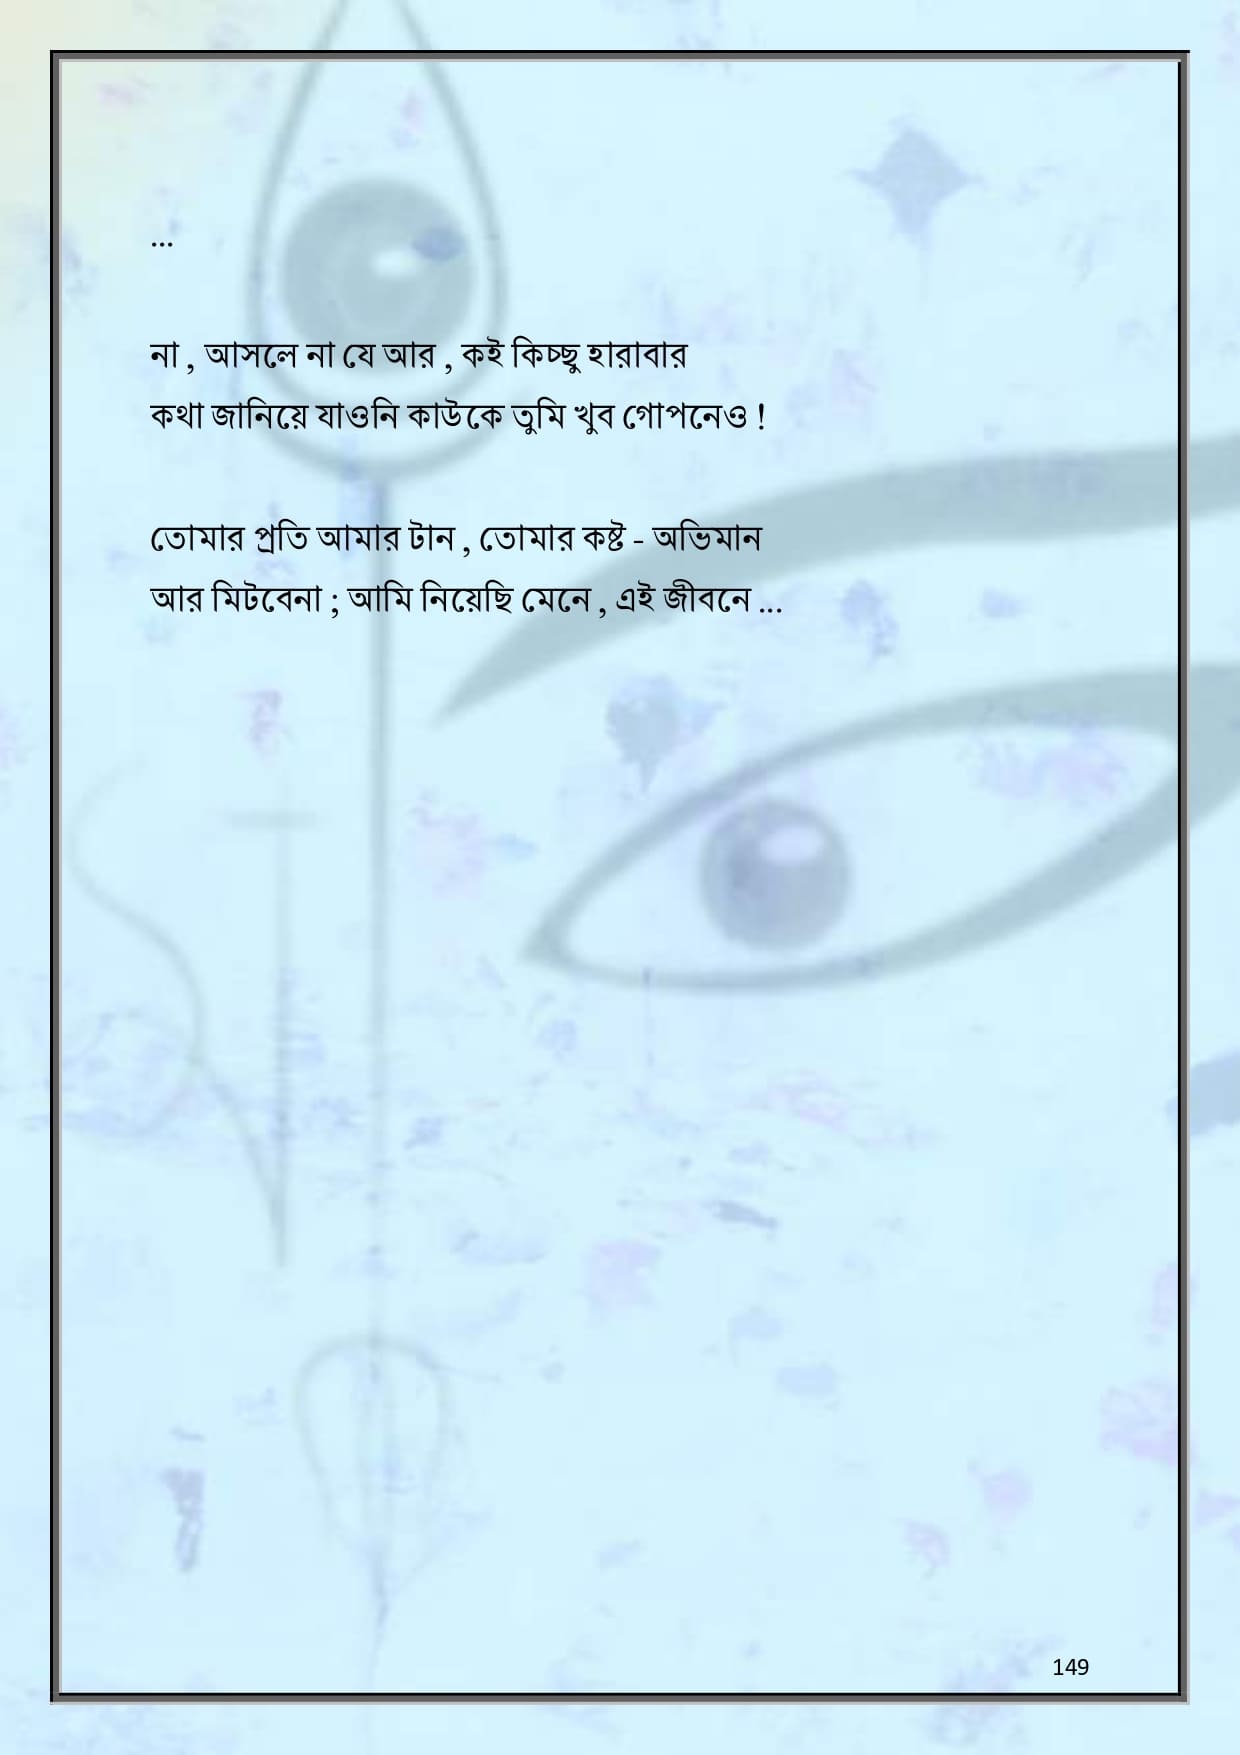 ...
না , আসলে না যে আর , কই কিচ্ছু হারাবার
কথা জানিয়ে যাওনি কাউকে তুমি খুব গোপনেও !
তোমার প্রতি আমার টান , তোমার কষ্ট - অভিমান
আর মিটবেনা ; আমি নিয়েছি মেনে , এই জীবনে ...
149